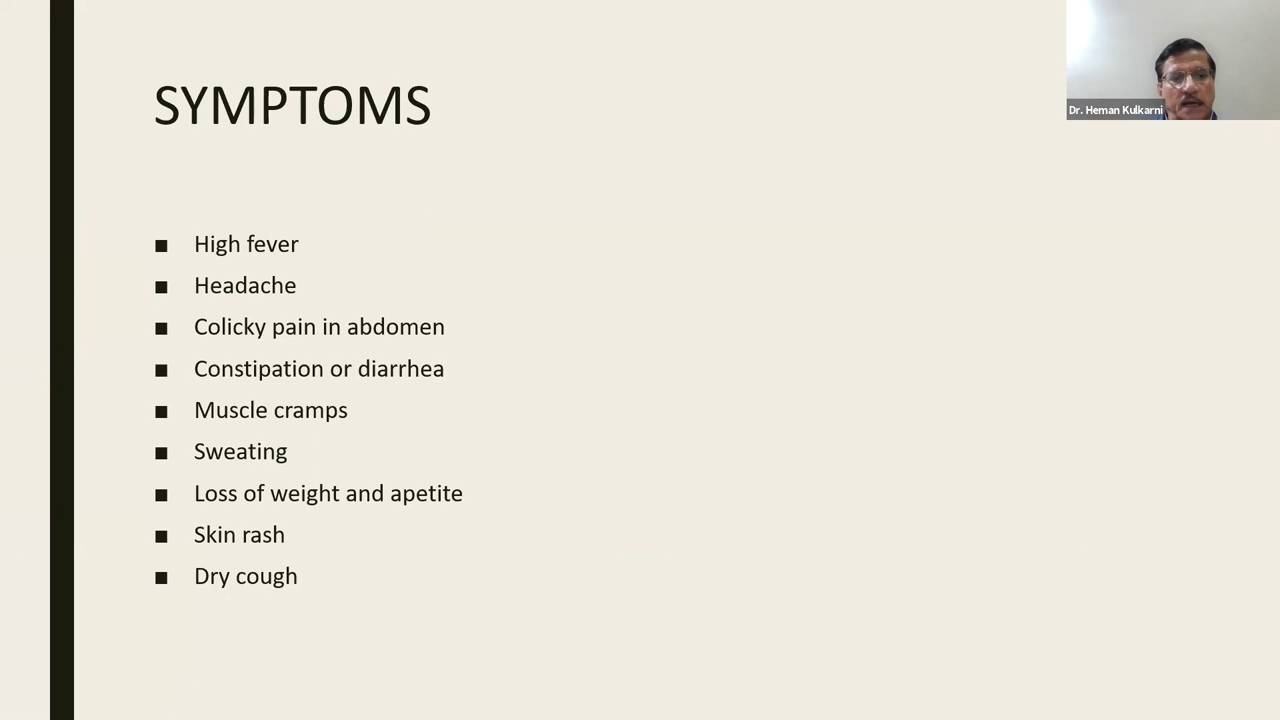 SYMPTOMS
Dr. Heman Kulkarni
■ High fever
■ Headache
■ Colicky pain in abdomen
■ Constipation or diarrhea
■ Muscle cramps
■ Sweating
■ Loss of weight and apetite
■ Skin rash
■ Dry cough